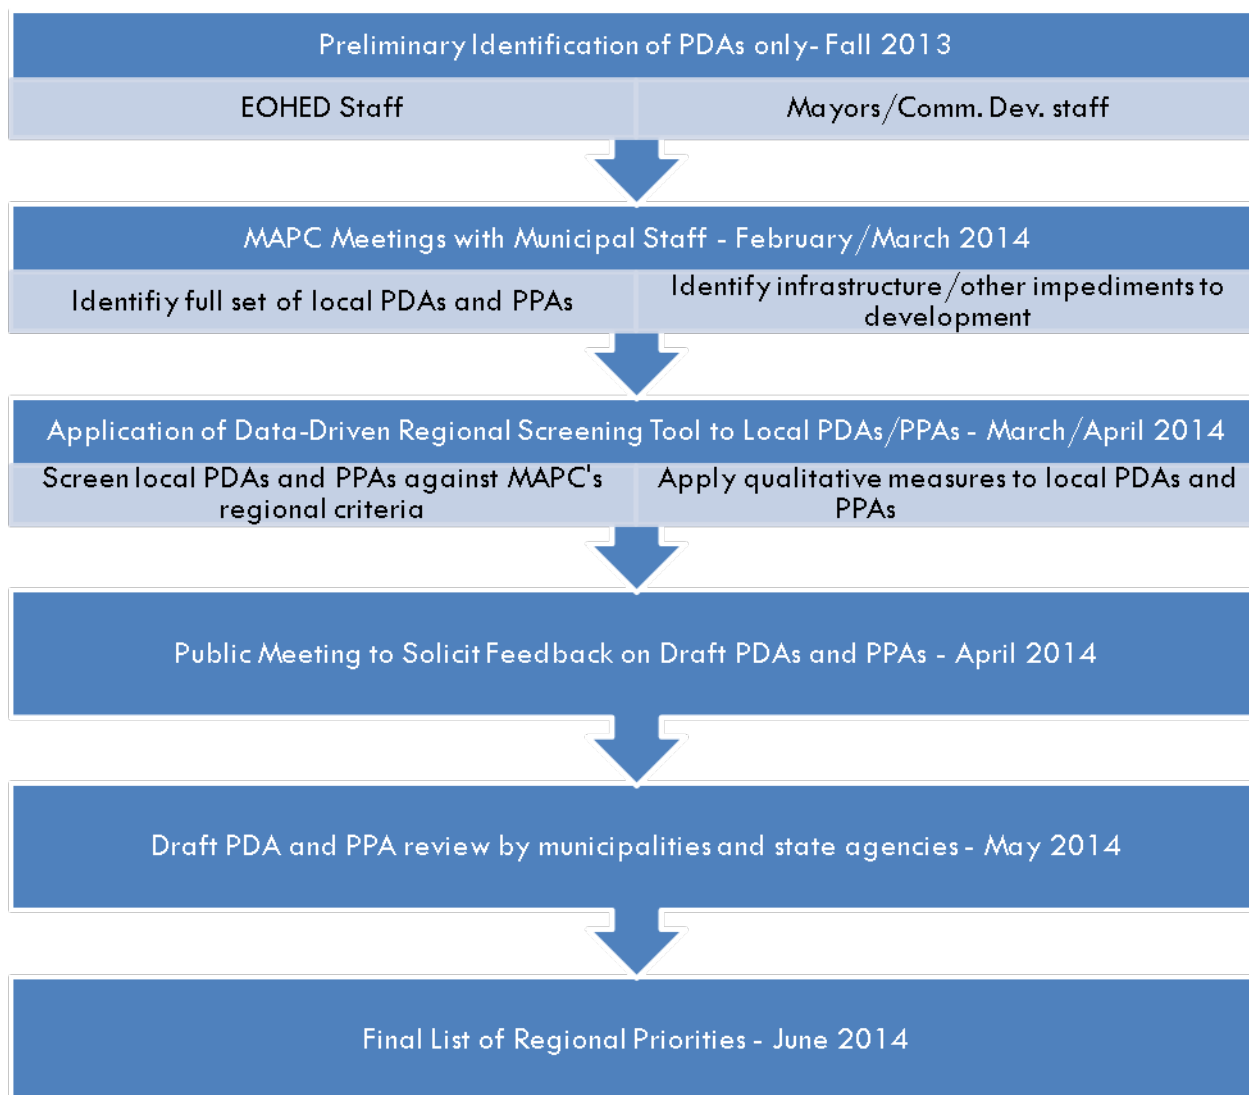 Preliminary Identification of PDAs only- Fall 2013
EOHED Staff
Mayors/Comm. Dev. staff
MAPC Meetings with Municipal Staff - February/March 2014
Identifiy full set of local PDAs and PPAs
Identify infrastructure/other impediments to
development
Application of Data-Driven Regional Screening Tool to Local PDAs/PPAs - March/April 2014
Screen local PDAs and PPAs against MAPC's
regional criteria
Apply qualitative measures to local PDAs and
PPAs
Public Meeting to Solicit Feedback on Draft PDAs and PPAs - April 2014
Draft PDA and PPA review by municipalities and state agencies - May 2014
Final List of Regional Priorities - June 2014